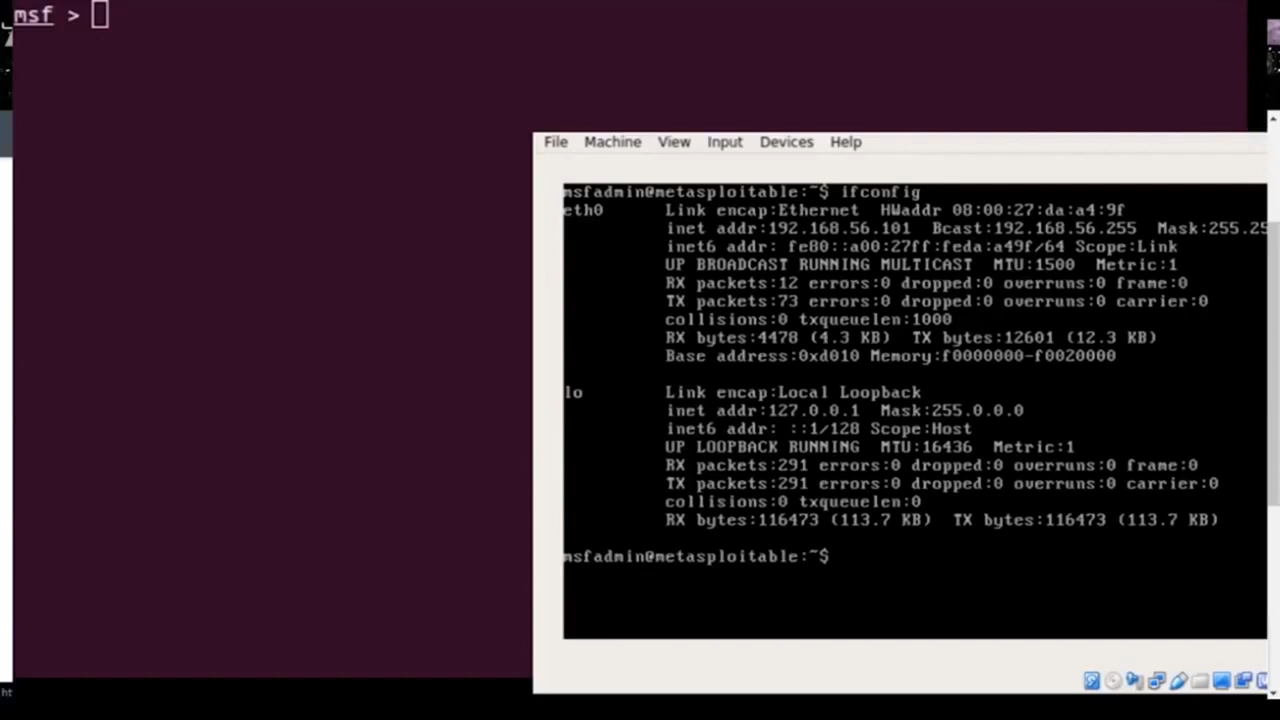 msf >
File Machine View Input Devices Help
msfadmin@metasploitable:~$ ifconfig
eth0 Link encap:Ethernet HWaddr 08:00:27:da:a4:9f
inet addr:192.168.56.101 Bcast:192.168.56.255 Mask:255.25
inet6 addr: fe80::a00:27ff:feda:a49f/64 Scope:Link
UP BROADCAST RUNNING MULTICAST MTU:1500 Metric:1
RX packets:12 errors:0 dropped:0 overruns:0 frame:0
TX packets:73 errors:0 dropped:0 overruns:0 carrier:0
collisions:0 txqueuelen:1000
RX bytes:4478 (4.3 KB) TX bytes:12601 (12.3 KB)
Base address:0xd010 Memory:f0000000-f0020000
lo Link encap:Local Loopback
inet addr:127.0.0.1 Mask:255.0.0.0
inet6 addr: ::1/128 Scope:Host
UP LOOPBACK RUNNING MTU:16436 Metric:1
RX packets:291 errors:0 dropped:0 overruns:0 frame:0
TX packets:291 errors:0 dropped:0 overruns:0 carrier:0
collisions:0 txqueuelen:0
RX bytes:116473 (113.7 KB) TX bytes:116473 (113.7 KB)
msfadmin@metasploitable:~$
ht